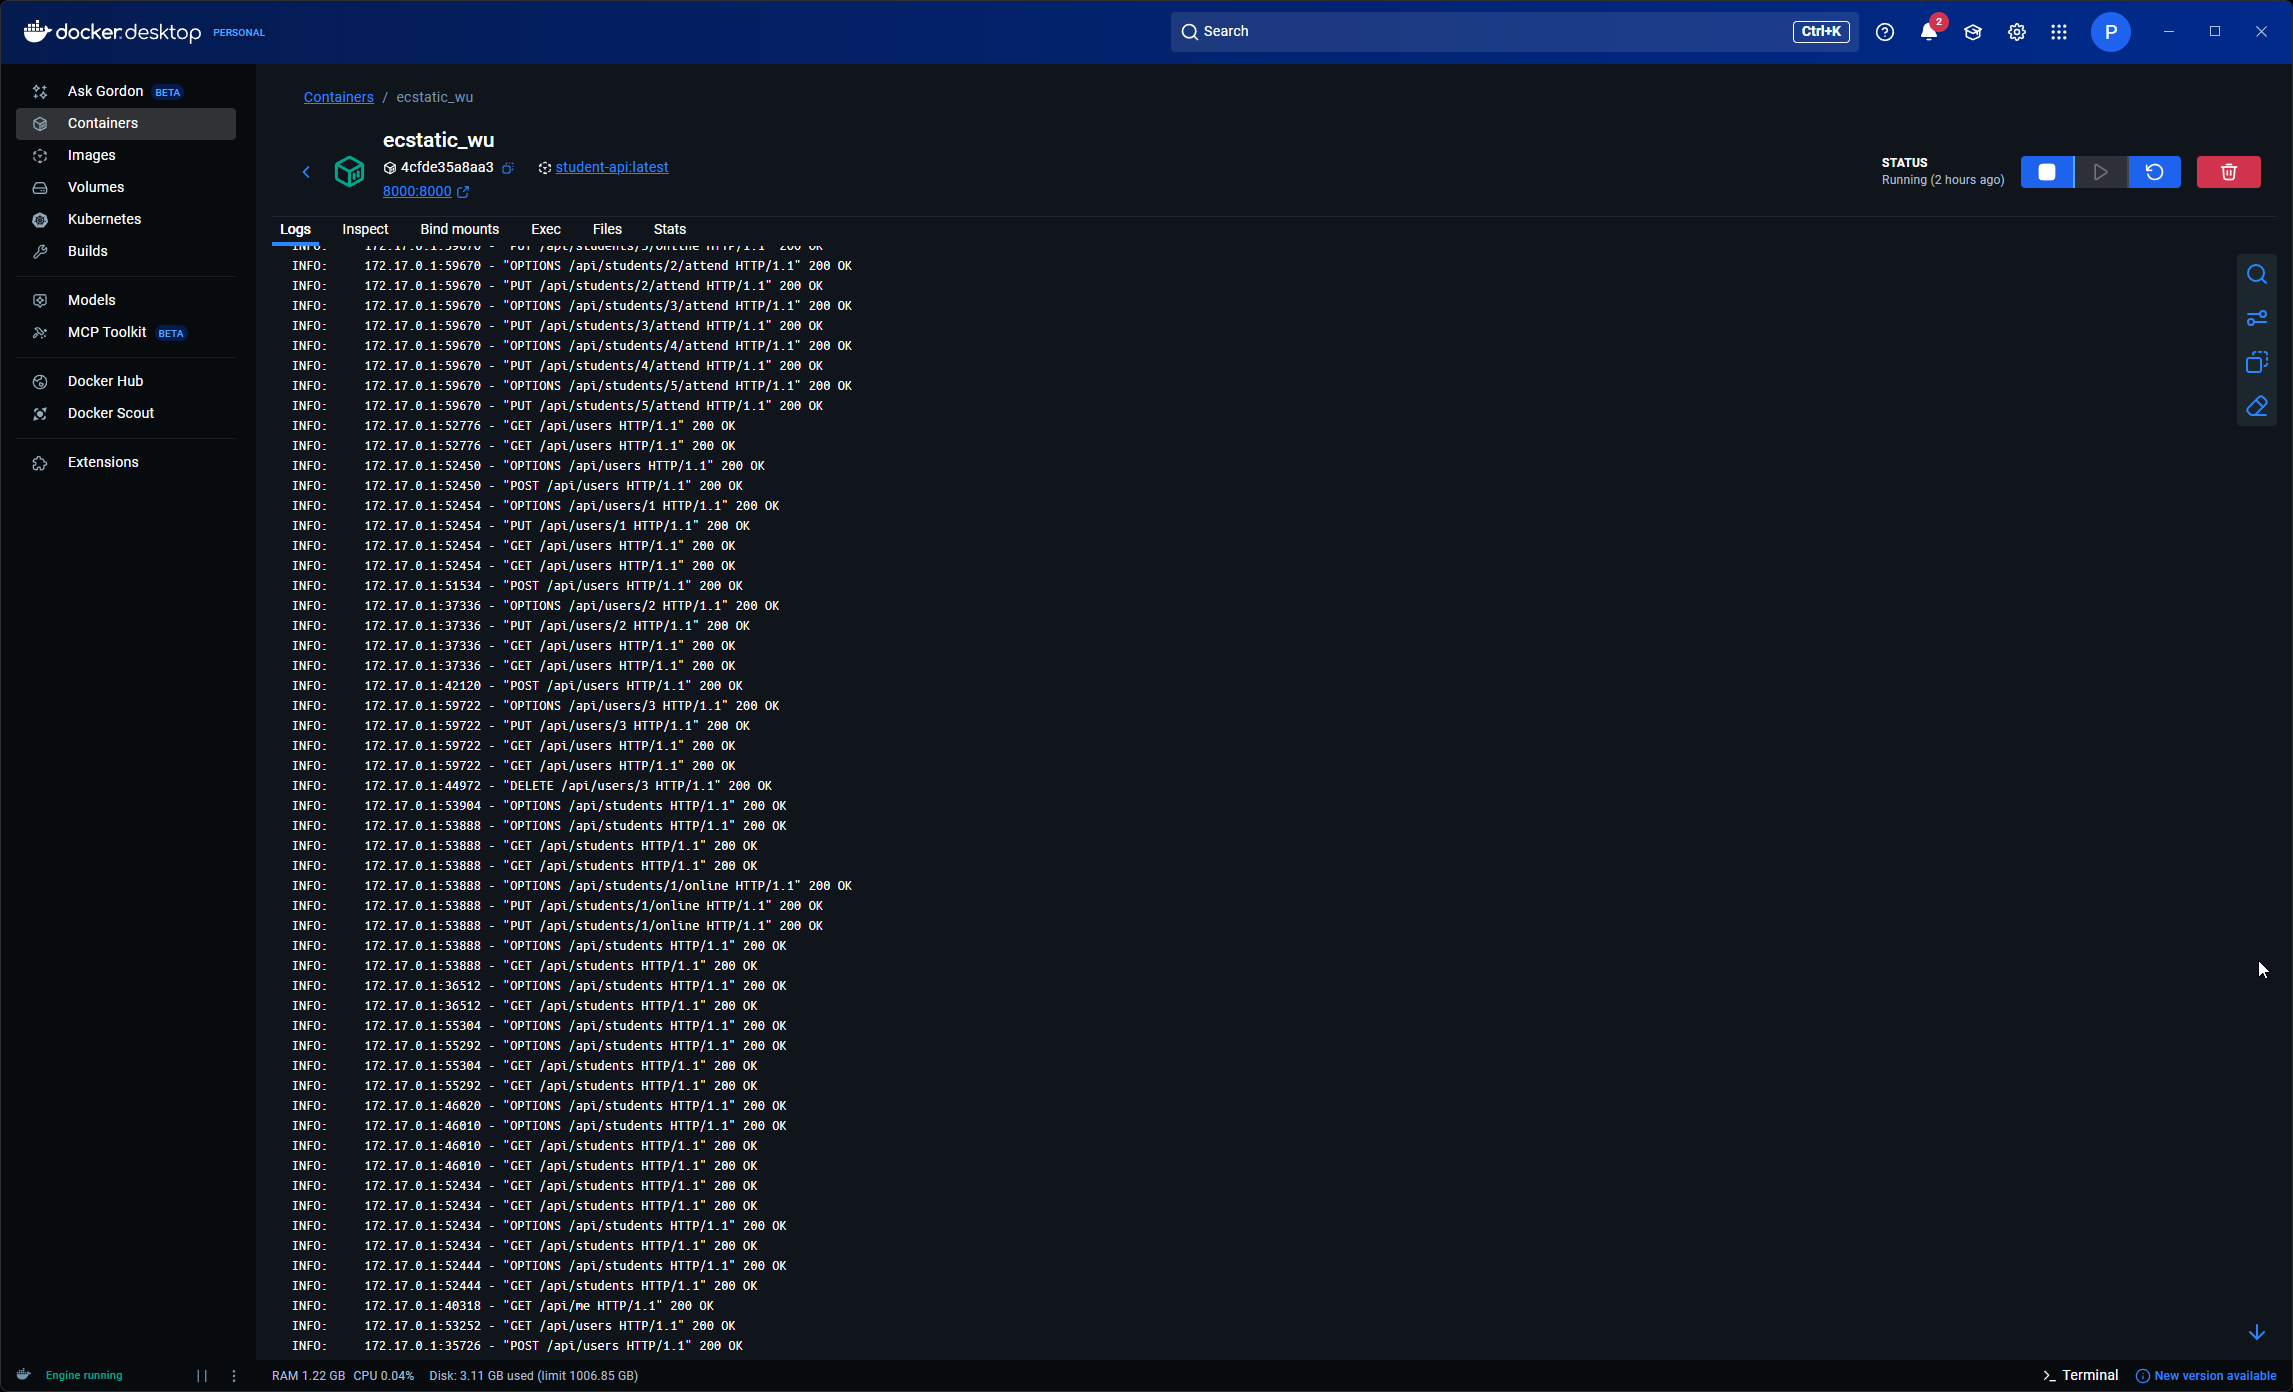 docker desktop PERSONAL
Search
Ctrl+K
2
P
Ask Gordon BETA
Containers
Images
Volumes
Kubernetes
Builds
Models
MCP Toolkit BETA
Docker Hub
Docker Scout
Extensions
Containers / ecstatic_wu
ecstatic_wu
4cfde35a8aa3 student-api:latest
8000:8000
STATUS
Running (2 hours ago)
Logs Inspect Bind mounts Exec Files Stats
INFO: 172.17.0.1:59670 - "PUT /api/students/5/online HTTP/1.1" 200 OK
INFO: 172.17.0.1:59670 - "OPTIONS /api/students/2/attend HTTP/1.1" 200 OK
INFO: 172.17.0.1:59670 - "PUT /api/students/2/attend HTTP/1.1" 200 OK
INFO: 172.17.0.1:59670 - "OPTIONS /api/students/3/attend HTTP/1.1" 200 OK
INFO: 172.17.0.1:59670 - "PUT /api/students/3/attend HTTP/1.1" 200 OK
INFO: 172.17.0.1:59670 - "OPTIONS /api/students/4/attend HTTP/1.1" 200 OK
INFO: 172.17.0.1:59670 - "PUT /api/students/4/attend HTTP/1.1" 200 OK
INFO: 172.17.0.1:59670 - "OPTIONS /api/students/5/attend HTTP/1.1" 200 OK
INFO: 172.17.0.1:59670 - "PUT /api/students/5/attend HTTP/1.1" 200 OK
INFO: 172.17.0.1:52776 - "GET /api/users HTTP/1.1" 200 OK
INFO: 172.17.0.1:52776 - "GET /api/users HTTP/1.1" 200 OK
INFO: 172.17.0.1:52450 - "OPTIONS /api/users HTTP/1.1" 200 OK
INFO: 172.17.0.1:52450 - "POST /api/users HTTP/1.1" 200 OK
INFO: 172.17.0.1:52454 - "OPTIONS /api/users/1 HTTP/1.1" 200 OK
INFO: 172.17.0.1:52454 - "PUT /api/users/1 HTTP/1.1" 200 OK
INFO: 172.17.0.1:52454 - "GET /api/users HTTP/1.1" 200 OK
INFO: 172.17.0.1:52454 - "GET /api/users HTTP/1.1" 200 OK
INFO: 172.17.0.1:51534 - "POST /api/users HTTP/1.1" 200 OK
INFO: 172.17.0.1:37336 - "OPTIONS /api/users/2 HTTP/1.1" 200 OK
INFO: 172.17.0.1:37336 - "PUT /api/users/2 HTTP/1.1" 200 OK
INFO: 172.17.0.1:37336 - "GET /api/users HTTP/1.1" 200 OK
INFO: 172.17.0.1:37336 - "GET /api/users HTTP/1.1" 200 OK
INFO: 172.17.0.1:42120 - "POST /api/users HTTP/1.1" 200 OK
INFO: 172.17.0.1:59722 - "OPTIONS /api/users/3 HTTP/1.1" 200 OK
INFO: 172.17.0.1:59722 - "PUT /api/users/3 HTTP/1.1" 200 OK
INFO: 172.17.0.1:59722 - "GET /api/users HTTP/1.1" 200 OK
INFO: 172.17.0.1:59722 - "GET /api/users HTTP/1.1" 200 OK
INFO: 172.17.0.1:44972 - "DELETE /api/users/3 HTTP/1.1" 200 OK
INFO: 172.17.0.1:53904 - "OPTIONS /api/students HTTP/1.1" 200 OK
INFO: 172.17.0.1:53888 - "OPTIONS /api/students HTTP/1.1" 200 OK
INFO: 172.17.0.1:53888 - "GET /api/students HTTP/1.1" 200 OK
INFO: 172.17.0.1:53888 - "GET /api/students HTTP/1.1" 200 OK
INFO: 172.17.0.1:53888 - "OPTIONS /api/students/1/online HTTP/1.1" 200 OK
INFO: 172.17.0.1:53888 - "PUT /api/students/1/online HTTP/1.1" 200 OK
INFO: 172.17.0.1:53888 - "PUT /api/students/1/online HTTP/1.1" 200 OK
INFO: 172.17.0.1:53888 - "OPTIONS /api/students HTTP/1.1" 200 OK
INFO: 172.17.0.1:53888 - "GET /api/students HTTP/1.1" 200 OK
INFO: 172.17.0.1:36512 - "OPTIONS /api/students HTTP/1.1" 200 OK
INFO: 172.17.0.1:36512 - "GET /api/students HTTP/1.1" 200 OK
INFO: 172.17.0.1:55304 - "OPTIONS /api/students HTTP/1.1" 200 OK
INFO: 172.17.0.1:55292 - "OPTIONS /api/students HTTP/1.1" 200 OK
INFO: 172.17.0.1:55304 - "GET /api/students HTTP/1.1" 200 OK
INFO: 172.17.0.1:55292 - "GET /api/students HTTP/1.1" 200 OK
INFO: 172.17.0.1:46020 - "OPTIONS /api/students HTTP/1.1" 200 OK
INFO: 172.17.0.1:46010 - "OPTIONS /api/students HTTP/1.1" 200 OK
INFO: 172.17.0.1:46010 - "GET /api/students HTTP/1.1" 200 OK
INFO: 172.17.0.1:46010 - "GET /api/students HTTP/1.1" 200 OK
INFO: 172.17.0.1:52434 - "GET /api/students HTTP/1.1" 200 OK
INFO: 172.17.0.1:52434 - "GET /api/students HTTP/1.1" 200 OK
INFO: 172.17.0.1:52434 - "OPTIONS /api/students HTTP/1.1" 200 OK
INFO: 172.17.0.1:52434 - "GET /api/students HTTP/1.1" 200 OK
INFO: 172.17.0.1:52444 - "OPTIONS /api/students HTTP/1.1" 200 OK
INFO: 172.17.0.1:52444 - "GET /api/students HTTP/1.1" 200 OK
INFO: 172.17.0.1:40318 - "GET /api/me HTTP/1.1" 200 OK
INFO: 172.17.0.1:53252 - "GET /api/users HTTP/1.1" 200 OK
INFO: 172.17.0.1:35726 - "POST /api/users HTTP/1.1" 200 OK
Engine running
RAM 1.22 GB CPU 0.04% Disk: 3.11 GB used (limit 1006.85 GB)
Terminal
New version available